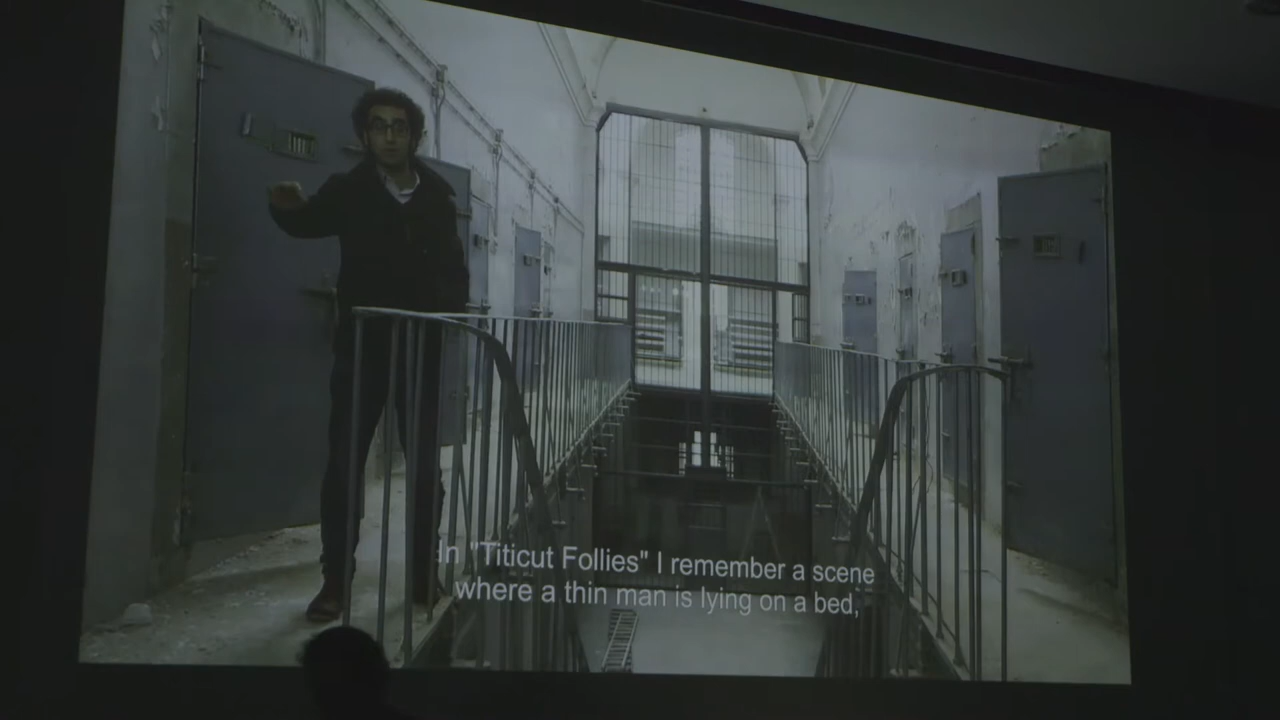 In "Titicut Follies" I remember a scene
where a thin man is lying on a bed,